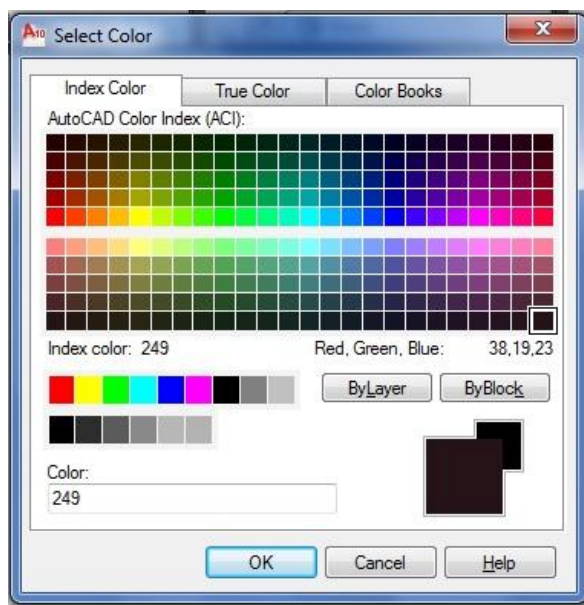 A10 Select Color
Index Color True Color Color Books
AutoCAD Color Index (ACI):
Index color: 249 Red, Green, Blue: 38,19,23
ByLayer ByBlock
Color:
249
OK Cancel Help